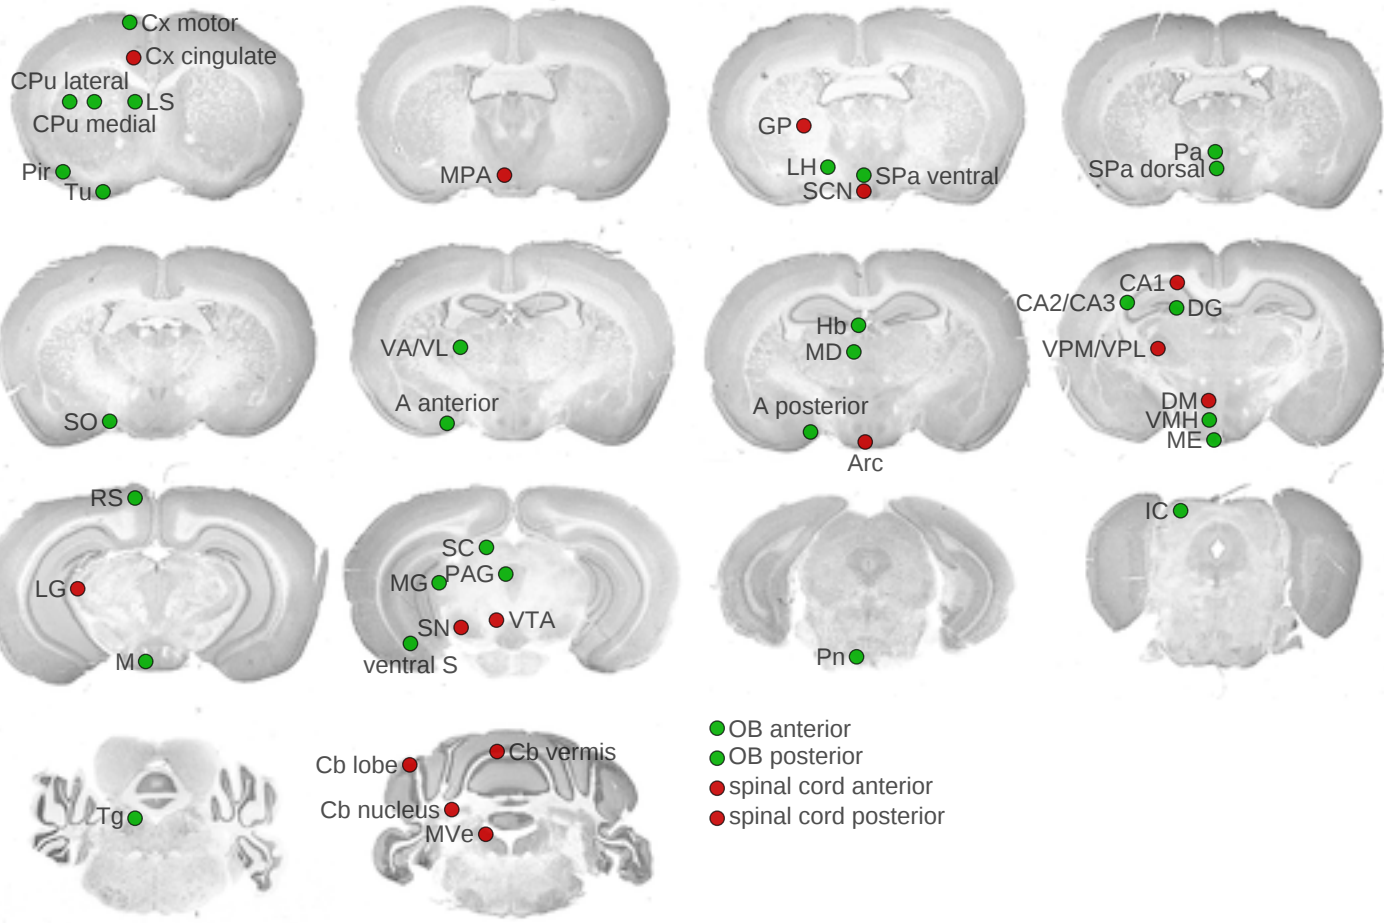 Cx motor
Cx cingulate
CPu lateral
LS
CPu medial
Pir
Tu
MPA
GP
LH
SPa ventral
SCN
Pa
SPa dorsal
SO
VA/VL
A anterior
Hb
MD
A posterior
Arc
CA1
CA2/CA3
DG
VPM/VPL
DM
VMH
ME
RS
LG
M
SC
MG
PAG
SN
VTA
ventral S
Pn
IC
Tg
Cb lobe
Cb vermis
Cb nucleus
MVe
OB anterior
OB posterior
spinal cord anterior
spinal cord posterior